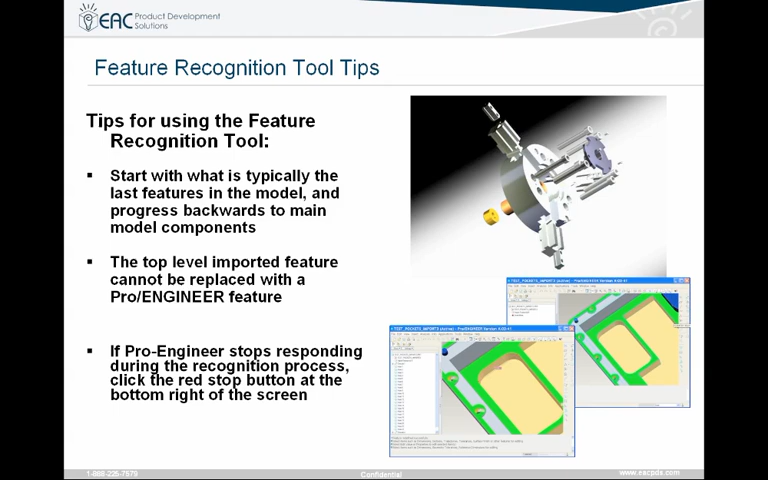 EAC Product Development
Solutions
Feature Recognition Tool Tips
Tips for using the Feature
Recognition Tool:
▪ Start with what is typically the
last features in the model, and
progress backwards to main
model components
▪ The top level imported feature
cannot be replaced with a
Pro/ENGINEER feature
▪ If Pro-Engineer stops responding
during the recognition process,
click the red stop button at the
bottom right of the screen
1-888-225-7579
Confidential
www.eacpds.com